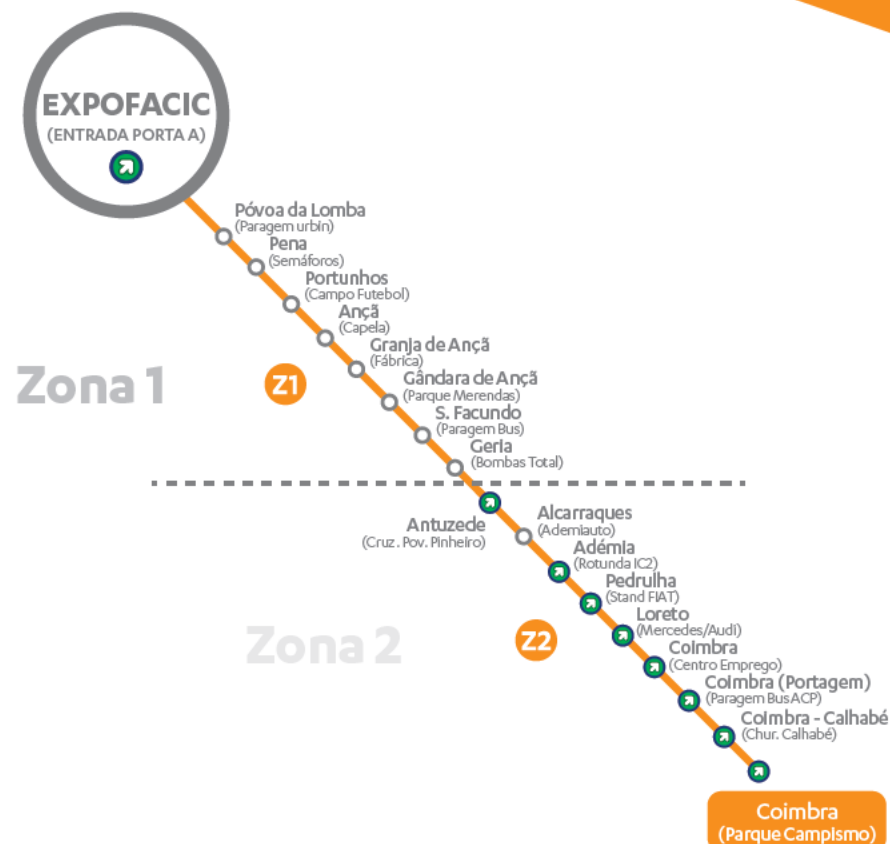 EXPOFACIC
(ENTRADA PORTA A)
Póvoa da Lomba
(Paragem urbin)
Pena
(Semáforos)
Portunhos
(Campo Futebol)
Ançã
(Capela)
Granja de Ançã
(Fábrica)
Zona 1
Z1
Gândara de Ançã
(Parque Merendas)
S. Facundo
(Paragem Bus)
Geria
(Bombas Total)
Antuzede
(Cruz. Pov. Pinheiro)
Alcarraques
(Ademiauto)
Adémia
(Rotunda IC2)
Pedrulha
(Stand FIAT)
Loreto
(Mercedes/Audi)
Zona 2
Z2
Coimbra
(Centro Emprego)
Coimbra (Portagem)
(Paragem Bus ACP)
Coimbra - Calhabé
(Chur. Calhabé)
Coimbra
(Parque Campismo)